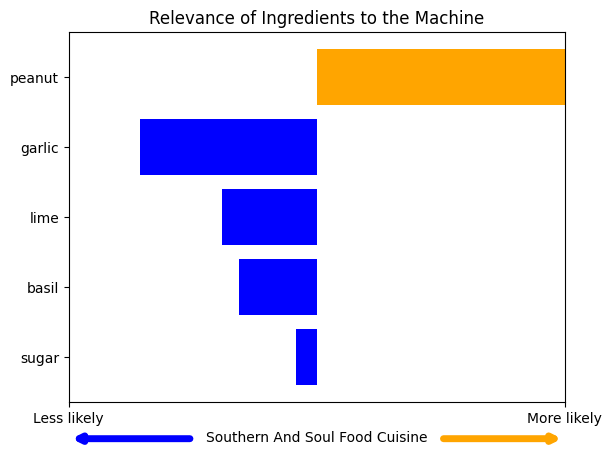 Relevance of Ingredients to the Machine
peanut
garlic
lime
basil
sugar
Less likely
More likely
Southern And Soul Food Cuisine